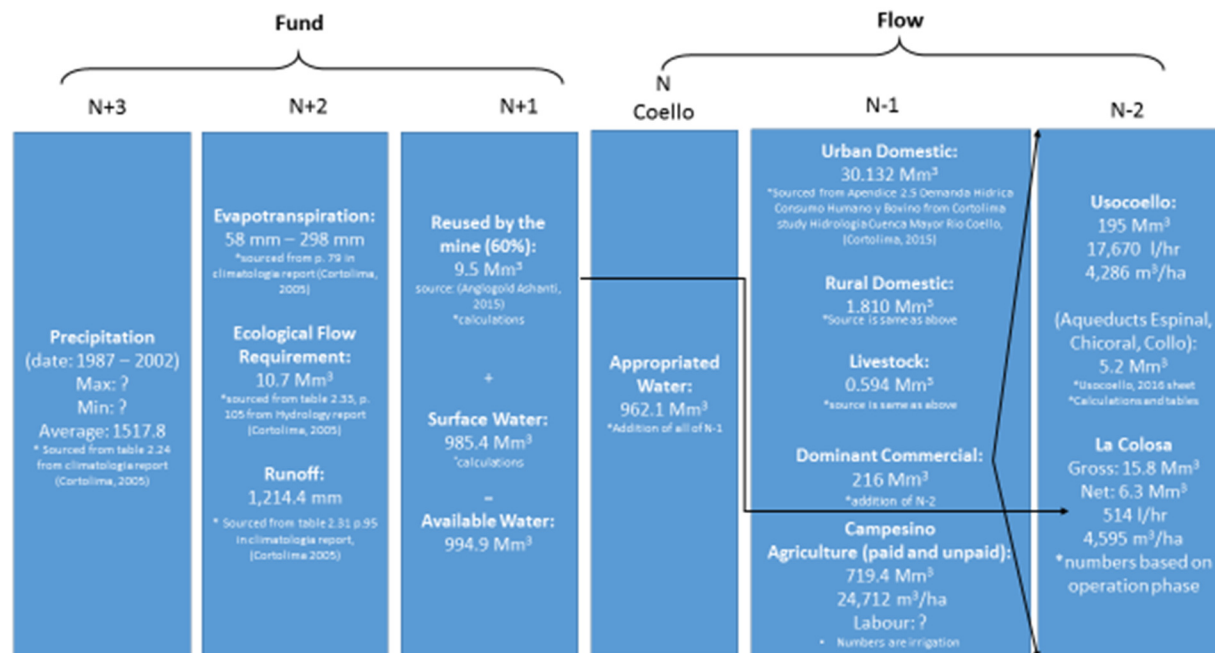 Fund
Flow
N+3
N+2
N+1
N
Coello
N-1
N-2
Precipitation
(date: 1987 – 2002)
Max: ?
Min: ?
Average: 1517.8
* Sourced from table 2.24
from climatologia report
(Cortolima, 2005)
Evapotranspiration:
58 mm – 298 mm
*sourced from p. 79 in
climatologia report (Cortolima,
2005)
Ecological Flow
Requirement:
10.7 Mm³
*sourced from table 2.33, p.
105 from Hydrology report
(Cortolima, 2005)
Runoff:
1,214.4 mm
* Sourced from table 2.31 p.95
in climatologia report,
(Cortolima 2005)
Reused by the
mine (60%):
9.5 Mm³
source: (Anglogold Ashanti,
2015)
*calculations
+
Surface Water:
985.4 Mm³
*calculations
=
Available Water:
994.9 Mm³
Appropriated
Water:
962.1 Mm³
*Addition of all of N-1
Urban Domestic:
30.132 Mm³
*Sourced from Apendice 2.5 Demanda Hidrica
Consumo Humano y Bovino from Cortolima
study Hidrologia Cuenca Mayor Rio Coello,
(Cortolima, 2015)
Rural Domestic:
1.810 Mm³
*Source is same as above
Livestock:
0.594 Mm³
*source is same as above
Dominant Commercial:
216 Mm³
*addition of N-2
Campesino
Agriculture (paid and unpaid):
719.4 Mm³
24,712 m³/ha
Labour: ?
• Numbers are irrigation
Usocoello:
195 Mm³
17,670 l/hr
4,286 m³/ha
(Aqueducts Espinal,
Chicoral, Collo):
5.2 Mm³
*Usocoello, 2016 sheet
*Calculations and tables
La Colosa
Gross: 15.8 Mm³
Net: 6.3 Mm³
514 l/hr
4,595 m³/ha
*numbers based on
operation phase